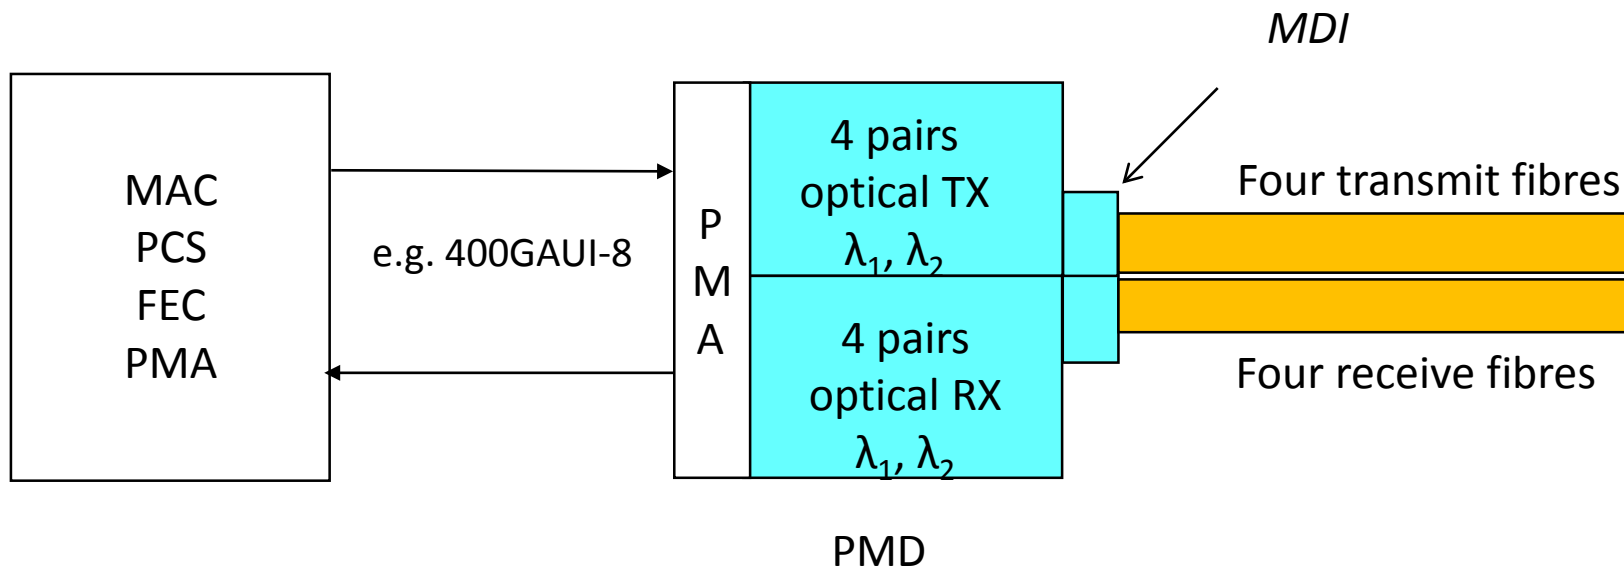 MDI
MAC
PCS
FEC
PMA
e.g. 400GAUI-8
P
M
A
4 pairs
optical TX
λ₁, λ₂
4 pairs
optical RX
λ₁, λ₂
Four transmit fibres
Four receive fibres
PMD